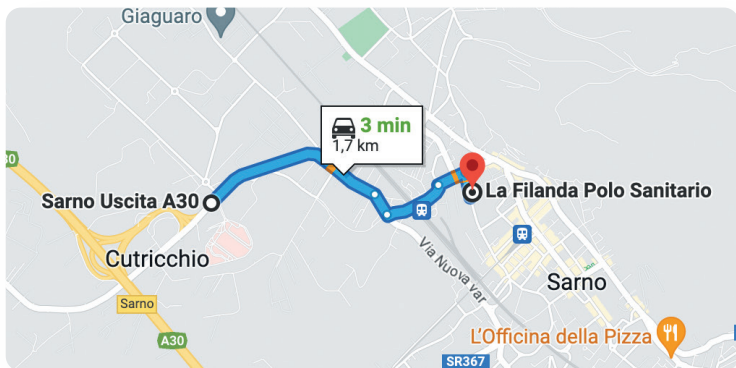 Giaguaro
3 min
1,7 km
30
Sarno Uscita A30
La Filanda Polo Sanitario
Cutricchio
Via Nuova var
Sarno
Sarno
L'Officina della Pizza
A30
SR367